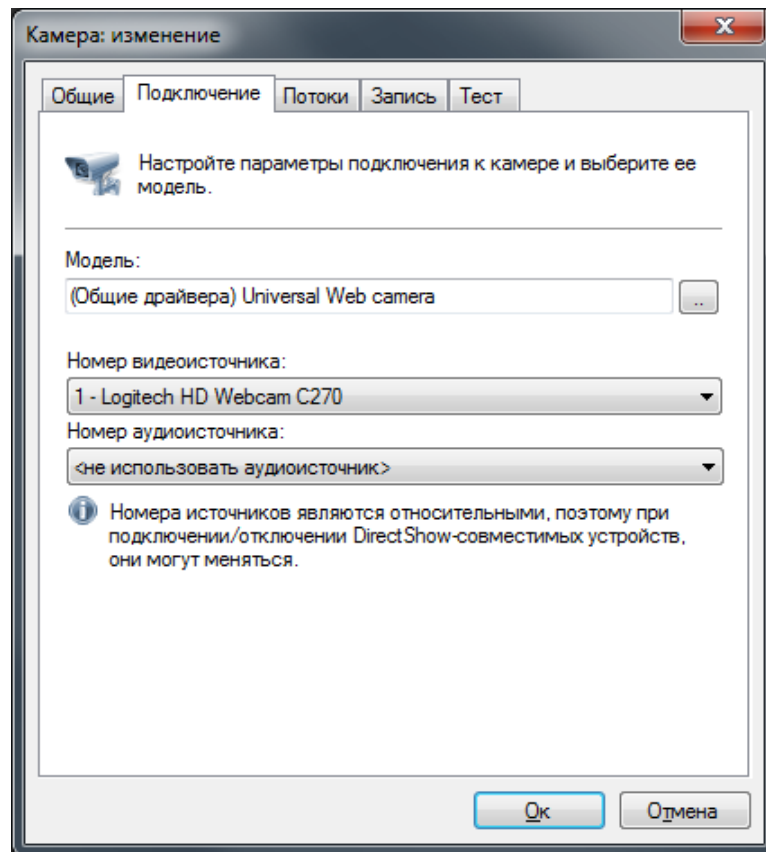 Камера: изменение
Общие Подключение Потоки Запись Тест
Настройте параметры подключения к камере и выберите ее
модель.
Модель:
(Общие драйвера) Universal Web camera
..
Номер видеоисточника:
1 - Logitech HD Webcam C270
Номер аудиоисточника:
<не использовать аудиоисточник>
Номера источников являются относительными, поэтому при
подключении/отключении DirectShow-совместимых устройств,
они могут меняться.
Ок Отмена